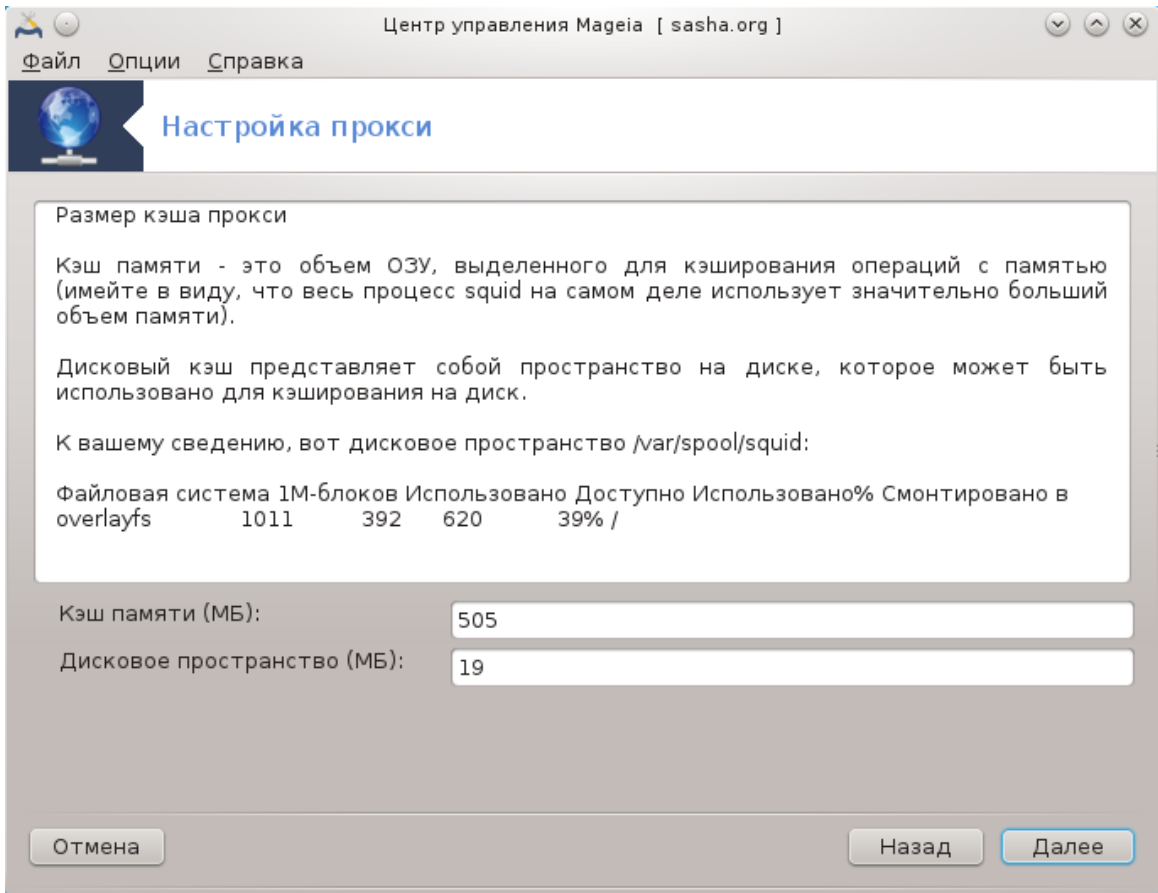 Центр управления Mageia [ sasha.org ]
Файл Опции Справка
Настройка прокси
Размер кэша прокси
Кэш памяти - это объем ОЗУ, выделенного для кэширования операций с памятью
(имейте в виду, что весь процесс squid на самом деле использует значительно больший
объем памяти).
Дисковый кэш представляет собой пространство на диске, которое может быть
использовано для кэширования на диск.
К вашему сведению, вот дисковое пространство /var/spool/squid:
Файловая система 1М-блоков Использовано Доступно Использовано% Cмонтировано в
overlayfs 1011 392 620 39% /
Кэш памяти (МБ): 505
Дисковое пространство (МБ): 19
Отмена Назад Далее